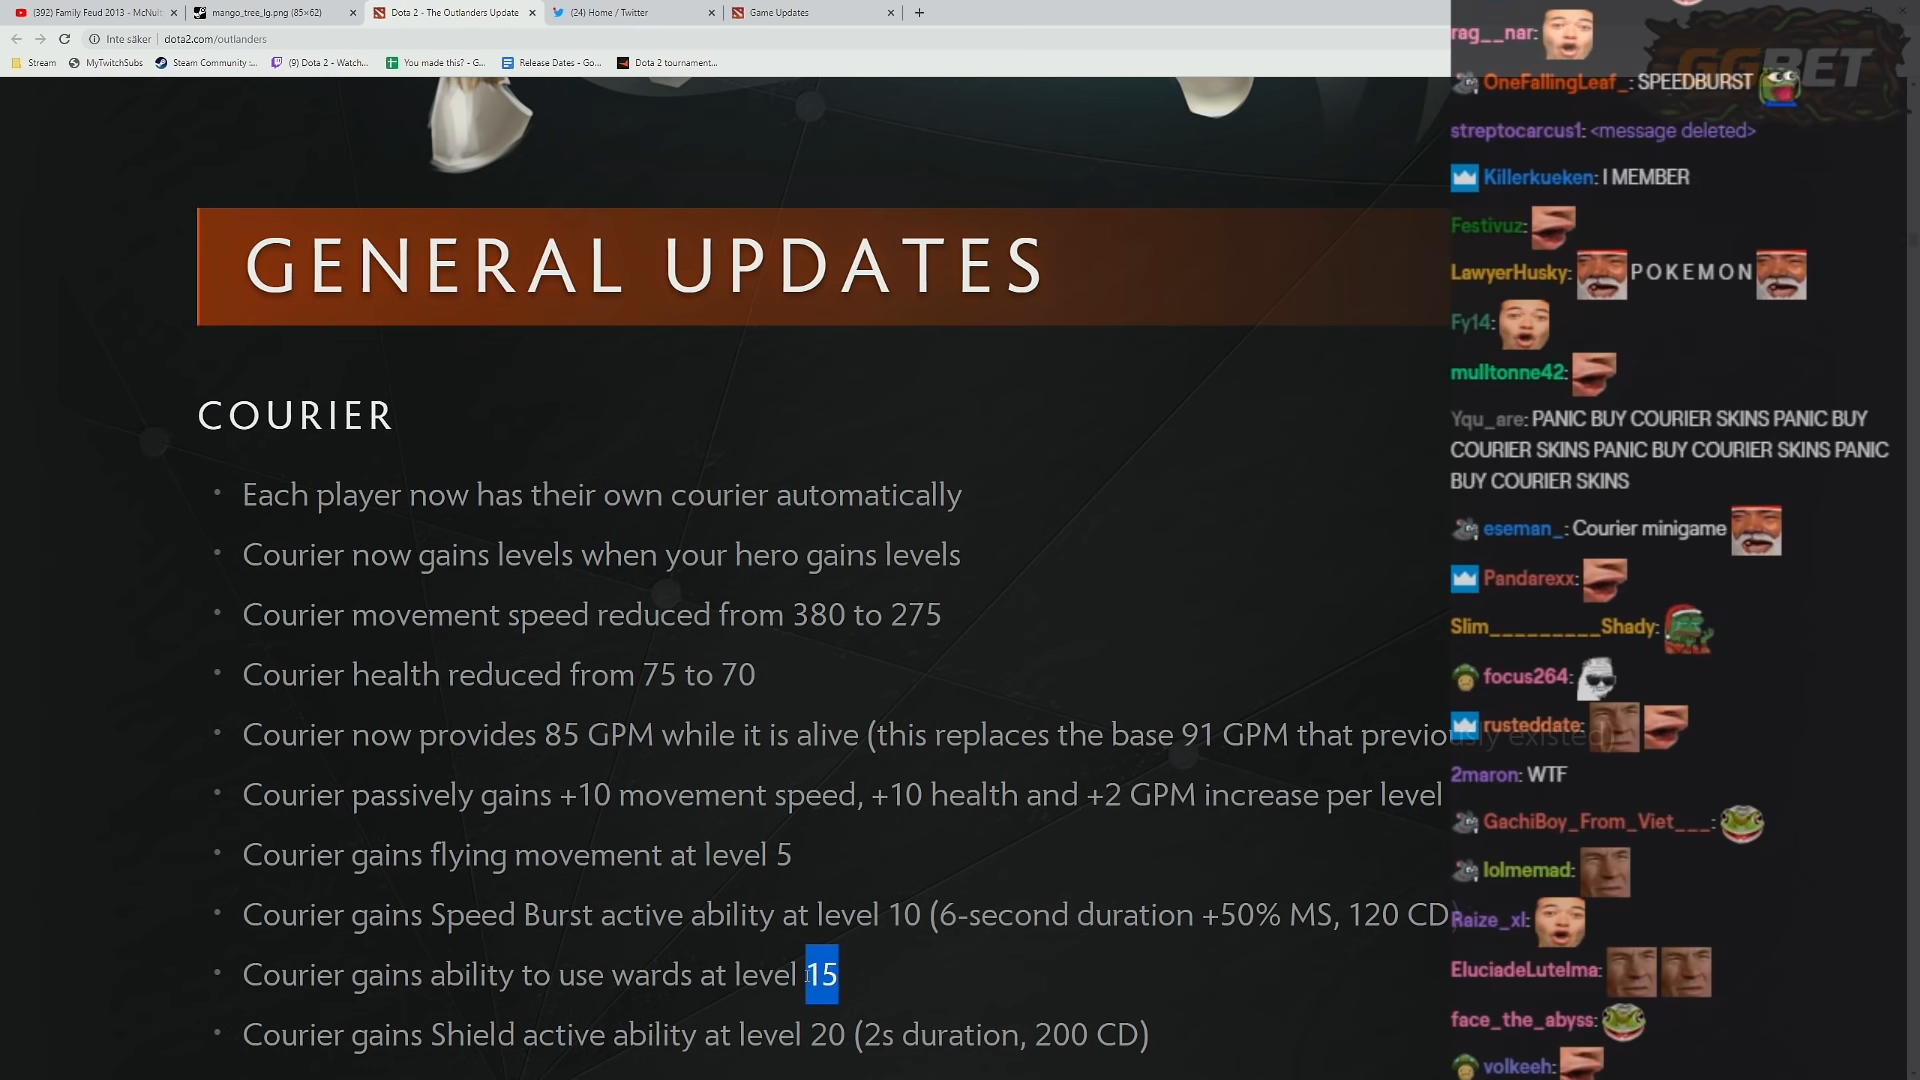 (392) Family Feud 2013 - McNult
mango_tree_lg.png (85×62)
Dota 2 - The Outlanders Update
(24) Home / Twitter
Game Updates
Inte säker | dota2.com/outlanders
Stream
MyTwitchSubs
Steam Community :...
(9) Dota 2 - Watch...
You made this? - G...
Release Dates - Go...
Dota 2 tournament...
GGBET
GENERAL UPDATES
COURIER
• Each player now has their own courier automatically
• Courier now gains levels when your hero gains levels
• Courier movement speed reduced from 380 to 275
• Courier health reduced from 75 to 70
• Courier now provides 85 GPM while it is alive (this replaces the base 91 GPM that previously existed)
• Courier passively gains +10 movement speed, +10 health and +2 GPM increase per level
• Courier gains flying movement at level 5
• Courier gains Speed Burst active ability at level 10 (6-second duration +50% MS, 120 CD
• Courier gains ability to use wards at level 15
• Courier gains Shield active ability at level 20 (2s duration, 200 CD)
rag__nar:
OneFallingLeaf_: SPEEDBURST
streptocarcus1: <message deleted>
Killerkueken: I MEMBER
Festivuz:
LawyerHusky: P O K E M O N
Fy14:
mulltonne42:
Yqu_are: PANIC BUY COURIER SKINS PANIC BUY
COURIER SKINS PANIC BUY COURIER SKINS PANIC
BUY COURIER SKINS
eseman_: Courier minigame
Pandarexx:
Slim_________Shady:
focus264:
rusteddate:
2maron: WTF
GachiBoy_From_Viet___:
lolmemad:
Raize_xl:
EluciadeLutelma:
face_the_abyss:
volkeeh: